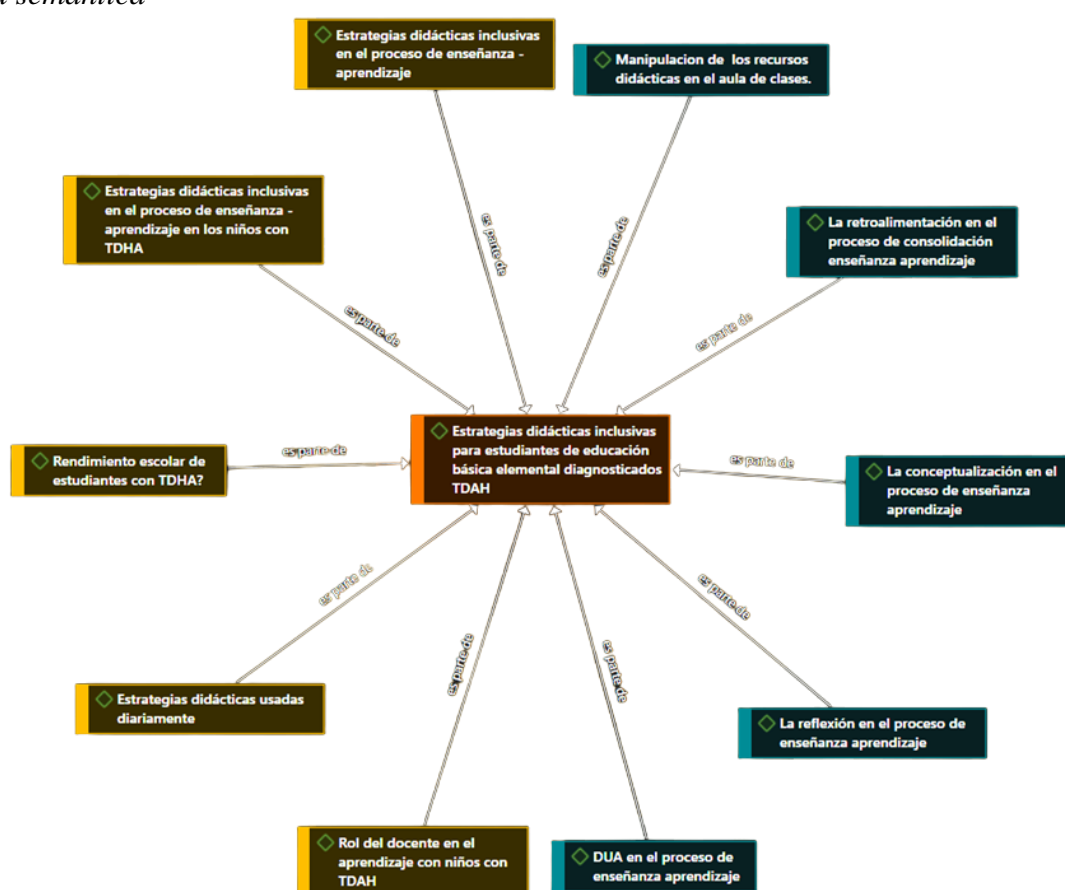 semántica
Estrategias didácticas inclusivas
en el proceso de enseñanza -
aprendizaje
Manipulacion de los recursos
didácticas en el aula de clases.
Estrategias didácticas inclusivas
en el proceso de enseñanza -
aprendizaje en los niños con
TDHA
La retroalimentación en el
proceso de consolidación
enseñanza aprendizaje
es parte de
es parte de
es parte de
es parte de
Estrategias didácticas inclusivas
para estudiantes de educación
básica elemental diagnosticados
TDAH
Rendimiento escolar de
estudiantes con TDHA?
es parte de
es parte de
La conceptualización en el
proceso de enseñanza
aprendizaje
es parte de
es parte de
es parte de
es parte de
Estrategias didácticas usadas
diariamente
La reflexión en el proceso de
enseñanza aprendizaje
Rol del docente en el
aprendizaje con niños con
TDAH
DUA en el proceso de
enseñanza aprendizaje